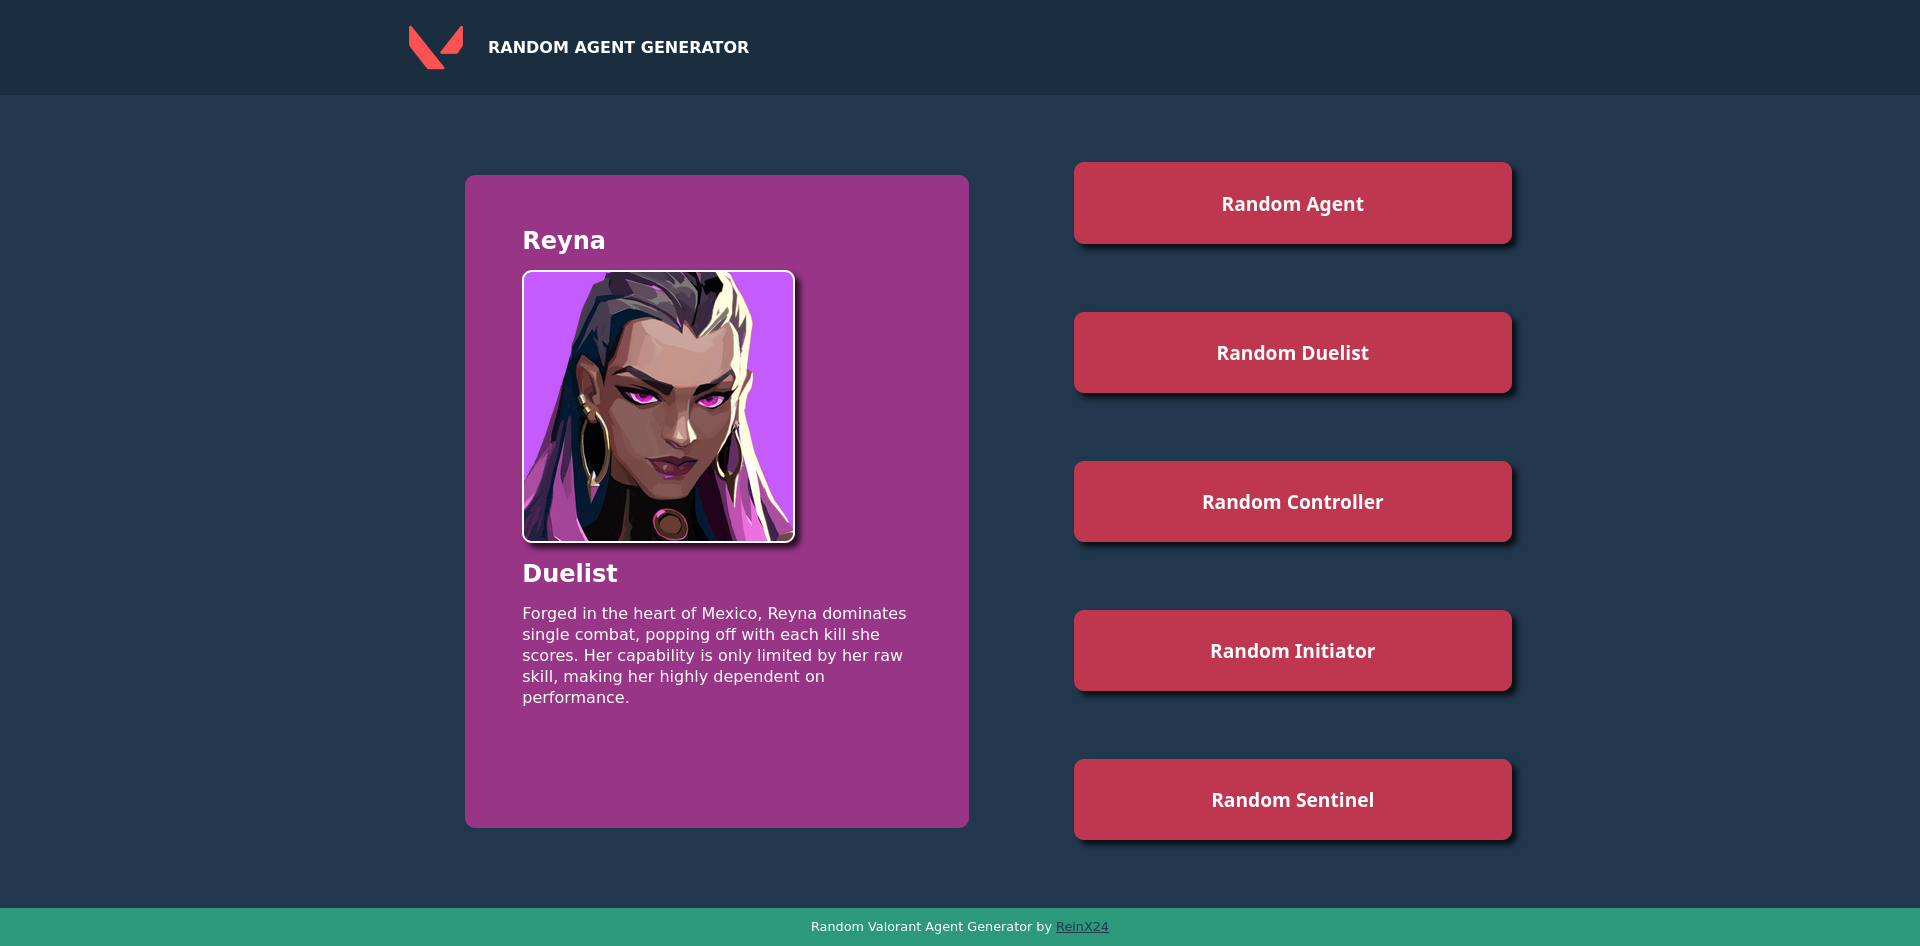 RANDOM AGENT GENERATOR
Reyna
Duelist
Forged in the heart of Mexico, Reyna dominates
single combat, popping off with each kill she
scores. Her capability is only limited by her raw
skill, making her highly dependent on
performance.
Random Agent
Random Duelist
Random Controller
Random Initiator
Random Sentinel
Random Valorant Agent Generator by ReinX24